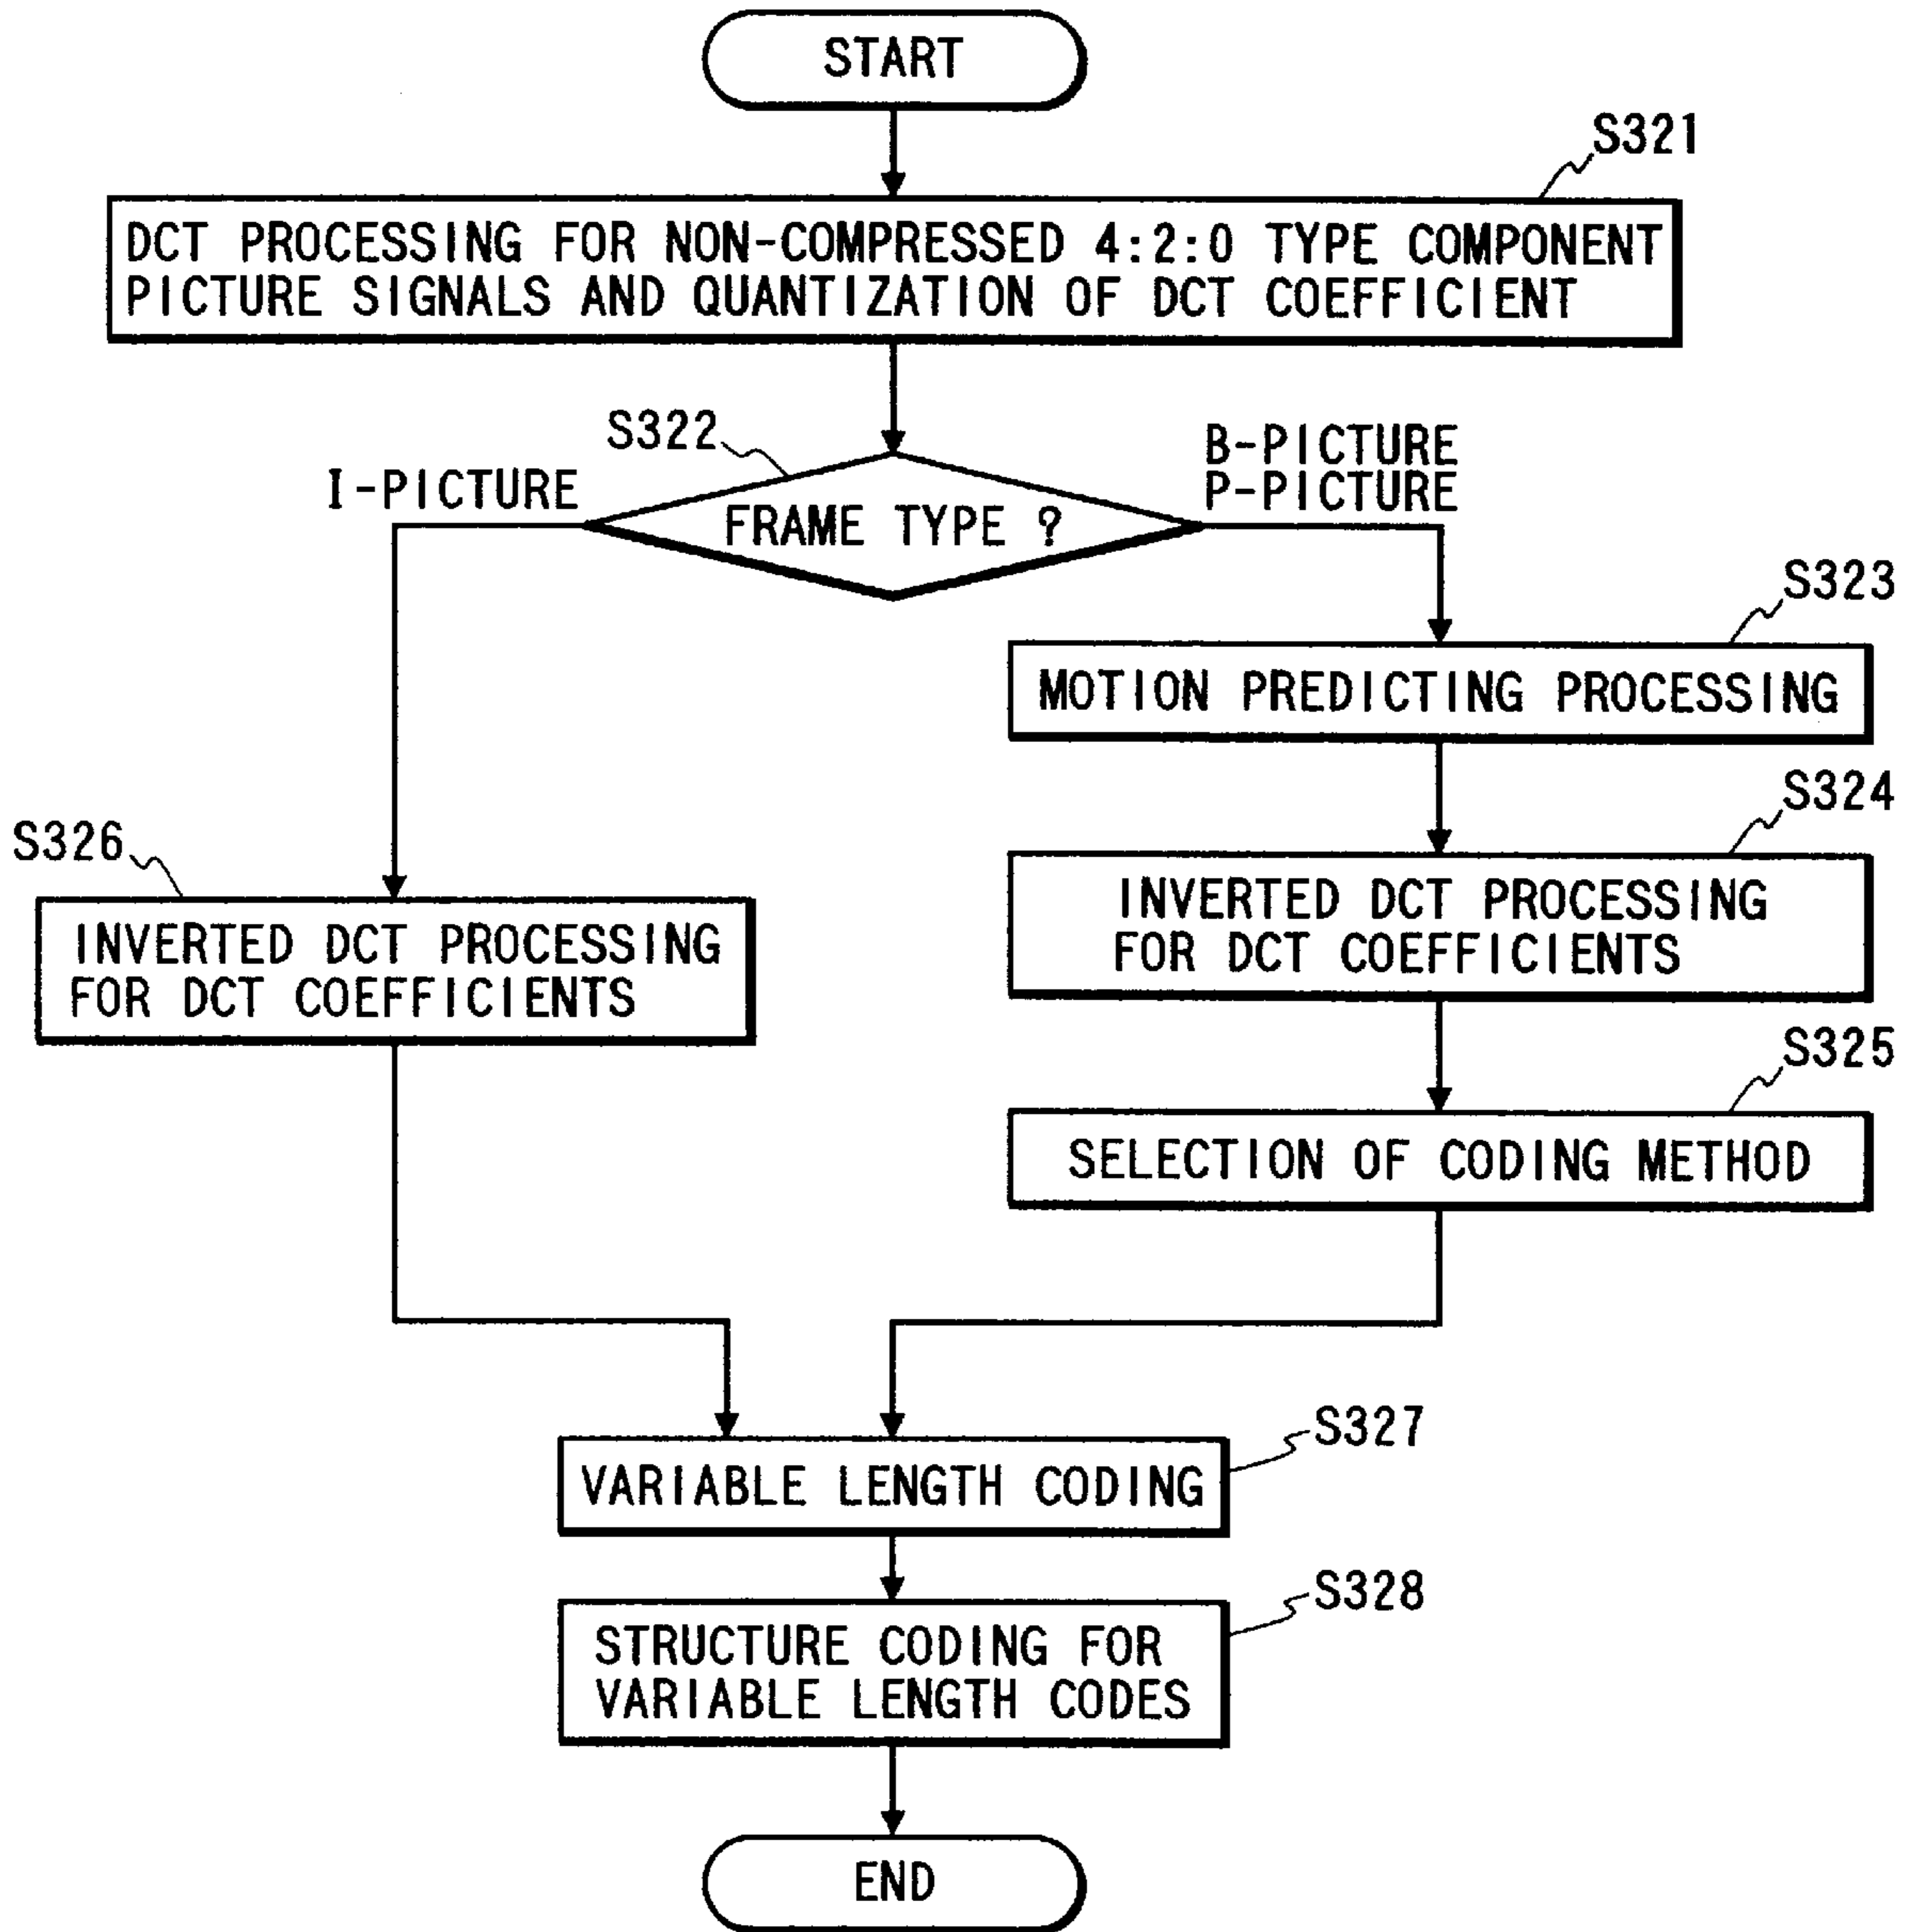 START
S321
DCT PROCESSING FOR NON-COMPRESSED 4:2:0 TYPE COMPONENT
PICTURE SIGNALS AND QUANTIZATION OF DCT COEFFICIENT
S322
I-PICTURE
B-PICTURE
P-PICTURE
FRAME TYPE ?
S323
MOTION PREDICTING PROCESSING
S324
INVERTED DCT PROCESSING
FOR DCT COEFFICIENTS
S326
INVERTED DCT PROCESSING
FOR DCT COEFFICIENTS
S325
SELECTION OF CODING METHOD
S327
VARIABLE LENGTH CODING
S328
STRUCTURE CODING FOR
VARIABLE LENGTH CODES
END